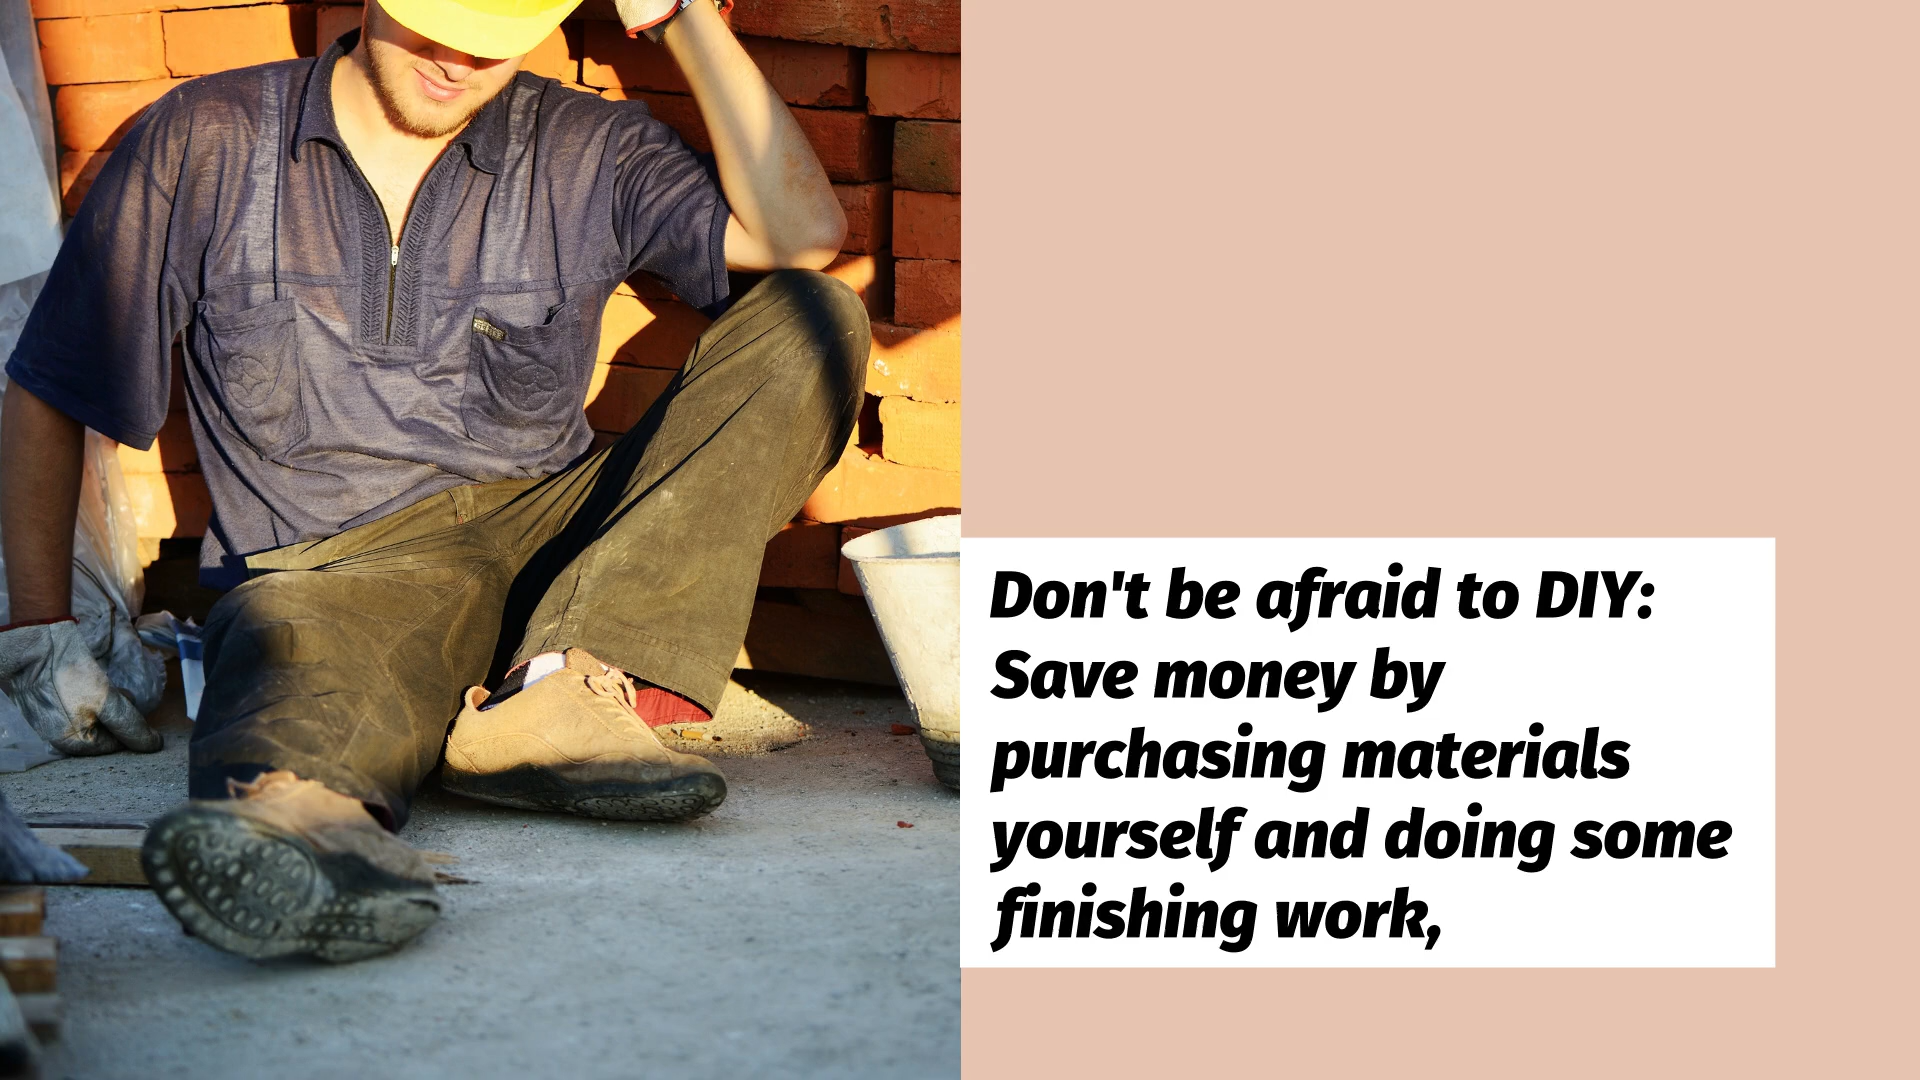 Don't be afraid to DIY:
Save money by
purchasing materials
yourself and doing some
finishing work,